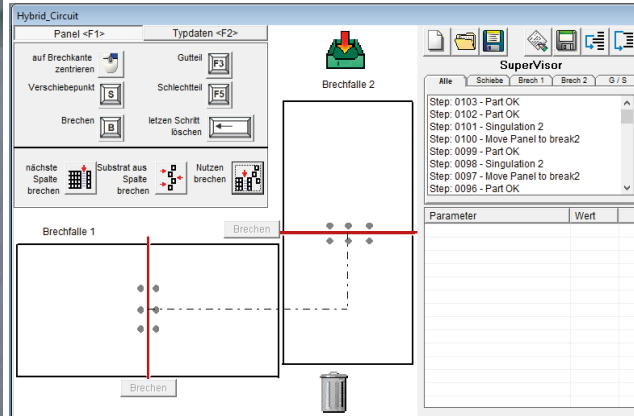 Hybrid_Circuit
Panel <F1>
Typdaten <F2>
auf Brechkante
zentrieren
Gutteil
F3
Verschiebepunkt
S
Schlechtteil
F5
Brechen
B
letzen Schritt
löschen
nächste
Spalte
brechen
Substrat aus
Spalte
brechen
Nutzen
brechen
Brechfalle 1
Brechen
Brechen
Brechfalle 2
SuperVisor
Alle
Schiebe
Brech 1
Brech 2
G / S
Step: 0103 - Part OK
Step: 0102 - Part OK
Step: 0101 - Singulation 2
Step: 0100 - Move Panel to break2
Step: 0099 - Part OK
Step: 0098 - Singulation 2
Step: 0097 - Move Panel to break2
Step: 0096 - Part OK
Parameter
Wert